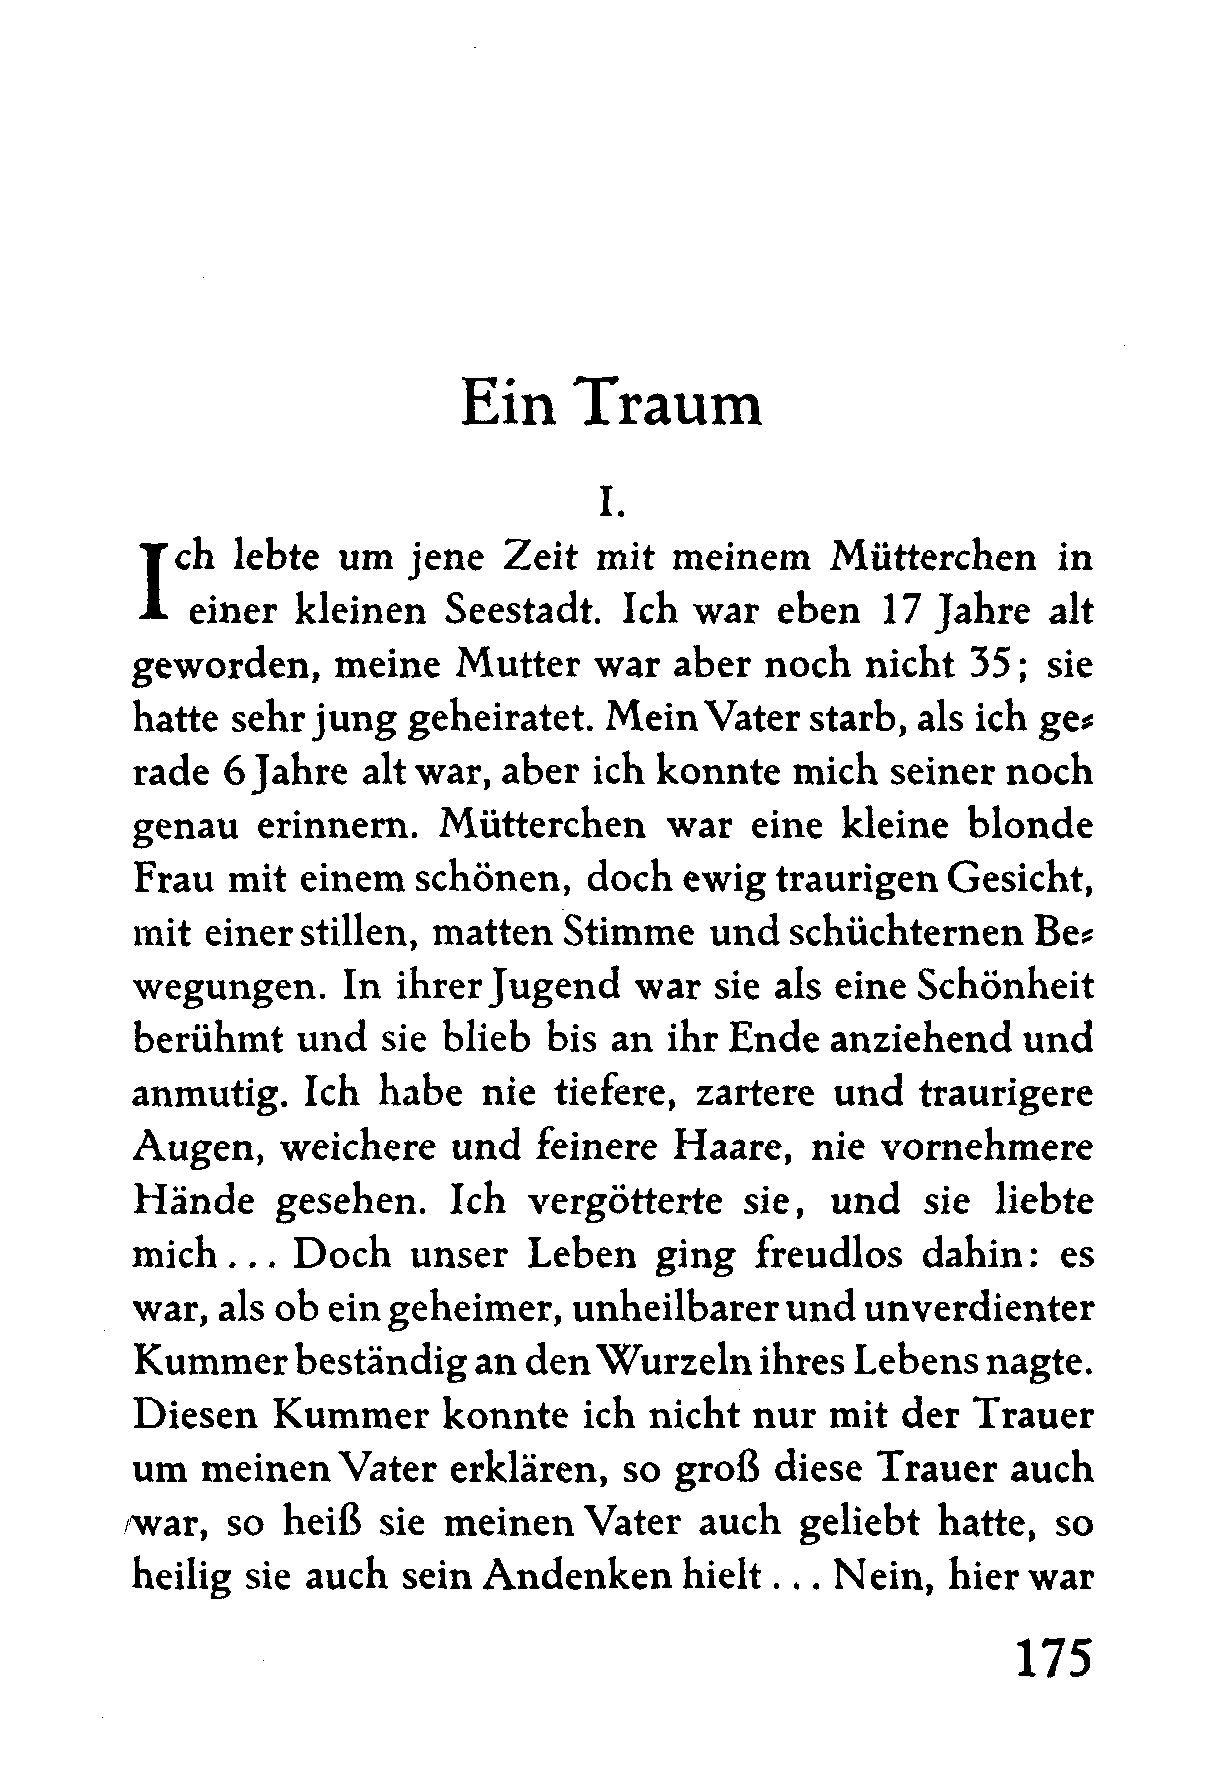 Ein Traum
I.
Ich lebte um jene Zeit mit meinem Mütterchen in
einer kleinen Seestadt. Ich war eben 17 Jahre alt
geworden, meine Mutter war aber noch nicht 35; sie
hatte sehr jung geheiratet. Mein Vater starb, als ich ge⸗
rade 6 Jahre alt war, aber ich konnte mich seiner noch
genau erinnern. Mütterchen war eine kleine blonde
Frau mit einem schönen, doch ewig traurigen Gesicht,
mit einer stillen, matten Stimme und schüchternen Be⸗
wegungen. In ihrer Jugend war sie als eine Schönheit
berühmt und sie blieb bis an ihr Ende anziehend und
anmutig. Ich habe nie tiefere, zartere und traurigere
Augen, weichere und feinere Haare, nie vornehmere
Hände gesehen. Ich vergötterte sie, und sie liebte
mich ... Doch unser Leben ging freudlos dahin: es
war, als ob ein geheimer, unheilbarer und unverdienter
Kummer beständig an den Wurzeln ihres Lebens nagte.
Diesen Kummer konnte ich nicht nur mit der Trauer
um meinen Vater erklären, so groß diese Trauer auch
war, so heiß sie meinen Vater auch geliebt hatte, so
heilig sie auch sein Andenken hielt ... Nein, hier war
175